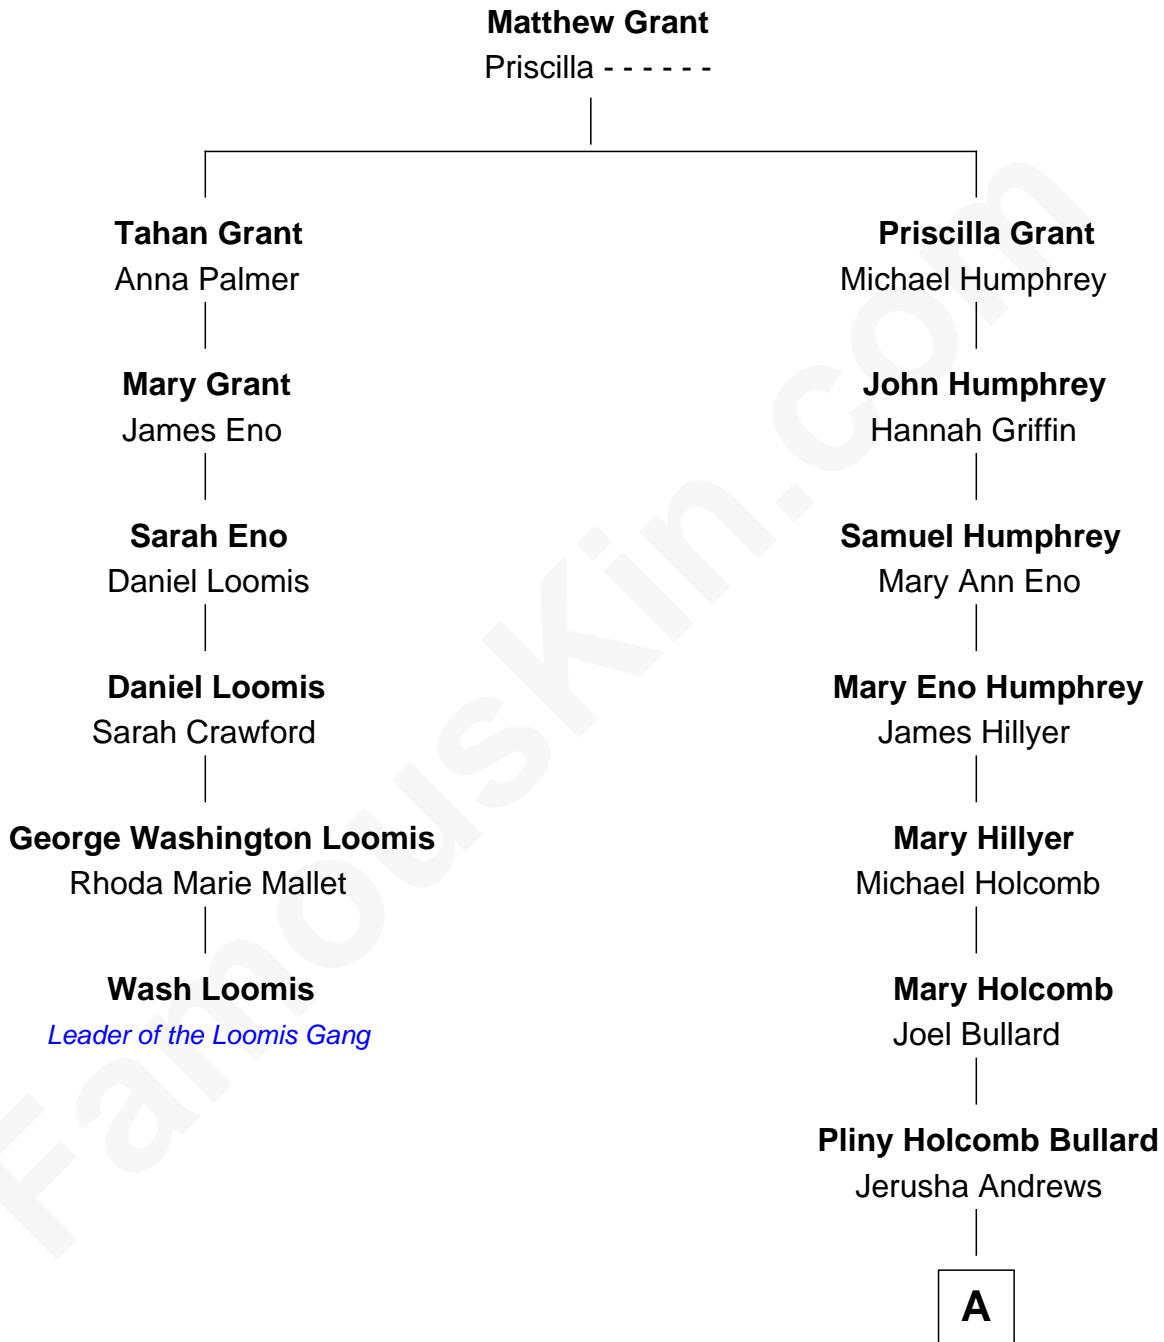 Matthew Grant
Priscilla - - - - - -
Tahan Grant
Anna Palmer
Priscilla Grant
Michael Humphrey
Mary Grant
James Eno
John Humphrey
Hannah Griffin
Sarah Eno
Daniel Loomis
Samuel Humphrey
Mary Ann Eno
Daniel Loomis
Sarah Crawford
Mary Eno Humphrey
James Hillyer
George Washington Loomis
Rhoda Marie Mallet
Mary Hillyer
Michael Holcomb
Wash Loomis
Leader of the Loomis Gang
Mary Holcomb
Joel Bullard
Pliny Holcomb Bullard
Jerusha Andrews
A
FamousKin.com